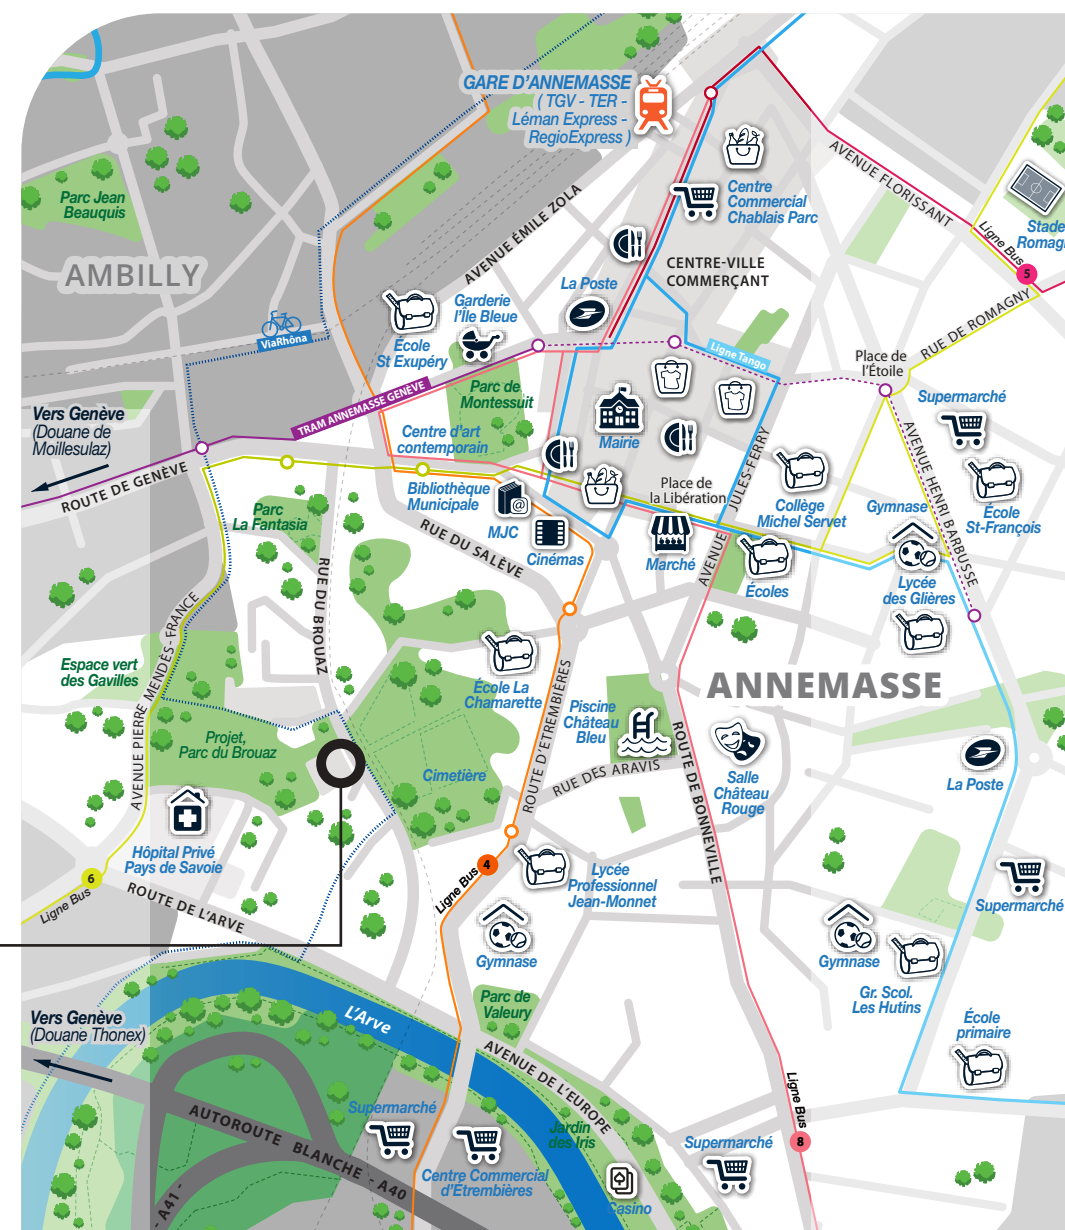 GARE D'ANNEMASSE
( TGV - TER -
Léman Express -
RegioExpress )
Parc Jean
Beauquis
AMBILLY
AVENUE ÉMILE ZOLA
Centre
Commercial
Chablais Parc
AVENUE FLORISSANT
Ligne Bus
5
Stade
RUE DE ROMAGNY
CENTRE-VILLE
COMMERÇANT
La Poste
Garderie
l'Île Bleue
École
St Exupéry
ViaRhôna
Ligne Tango
Place de
l'Étoile
Supermarché
Parc de
Montessuit
TRAM ANNEMASSE GENÈVE
Vers Genève
(Douane de
Moillesulaz)
ROUTE DE GENÈVE
Centre d'art
contemporain
Mairie
JULES-FERRY
AVENUE
AVENUE HENRI BARBUSSE
Bibliothèque
Municipale
MJC
Cinémas
Place de
la Libération
Marché
Collège
Michel Servet
Gymnase
École
St-François
Parc
La Fantasia
RUE DU SALÈVE
RUE DU BROUAZ
Écoles
Lycée
des Glières
AVENUE PIERRE MENDÈS-FRANCE
Espace vert
des Gavilles
École La
Chamarette
ANNEMASSE
Projet,
Parc du Brouaz
Cimetière
ROUTE D'ETREMBIÈRES
Piscine
Château
Bleu
RUE DES ARAVIS
ROUTE DE BONNEVILLE
Salle
Château
Rouge
La Poste
Hôpital Privé
Pays de Savoie
6
Ligne Bus
ROUTE DE L'ARVE
4
Ligne Bus
Lycée
Professionnel
Jean-Monnet
Supermarché
Gymnase
Gymnase
Gr. Scol.
Les Hutins
Parc de
Valeury
L'Arve
Vers Genève
(Douane Thonex)
École
primaire
AVENUE DE L'EUROPE
Jardin
des Iris
Ligne Bus
8
AUTOROUTE BLANCHE - A40
- A41 -
Supermarché
Centre Commercial
d'Etrembières
Supermarché
Casino